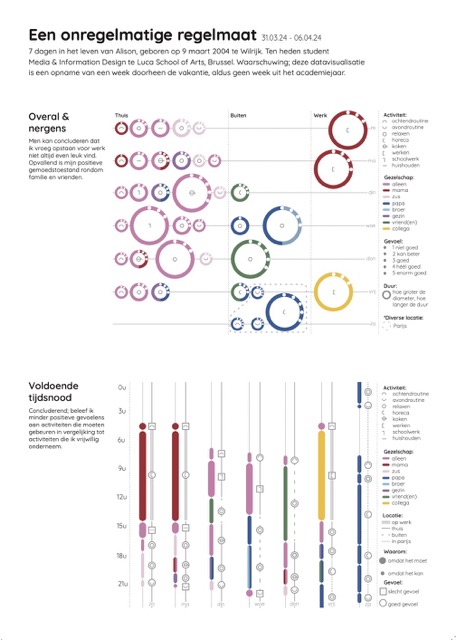 Een onregelmatige regelmaat 31.03.24 - 06.04.24
7 dagen in het leven van Alison, geboren op 9 maart 2004 te Wilrijk. Ten heden student
Media & Information Design te Luca School of Arts, Brussel. Waarschuwing; deze datavisualisatie
is een opname van een week doorheen de vakantie, aldus geen week uit het academiejaar.
Overal &
nergens
Men kan concluderen dat
ik vroeg opstaan voor werk
niet altijd even leuk vind.
Opvallend is mijn positieve
gemoedstoestand rondom
familie en vrienden.
Thuis
Buiten
Werk
Activiteit:
ochtendroutine
avondroutine
relaxen
horeca
koken
werken
schoolwerk
huishouden
Gezelschap:
alleen
mama
zus
papa
broer
gezin
vriend(en)
collega
Gevoel:
1 niet goed
2 kan beter
3 goed
4 heel goed
5 enorm goed
Duur:
hoe groter de
diameter, hoe
langer de duur
*Diverse locatie:
Parijs
Voldoende
tijdsnood
Concluderend; beleef ik
minder positieve gevoelens
aan activiteiten die moeten
gebeuren in vergelijking tot
activiteiten die ik vrijwillig
onderneem.
0u
3u
6u
9u
12u
15u
18u
21u
Activiteit:
ochtendroutine
avondroutine
relaxen
horeca
koken
werken
schoolwerk
huishouden
Gezelschap:
alleen
mama
zus
papa
broer
gezin
vriend(en)
collega
Locatie:
op werk
thuis
buiten
in parijs
Waarom:
omdat het moet
omdat het kan
Gevoel:
slecht gevoel
goed gevoel